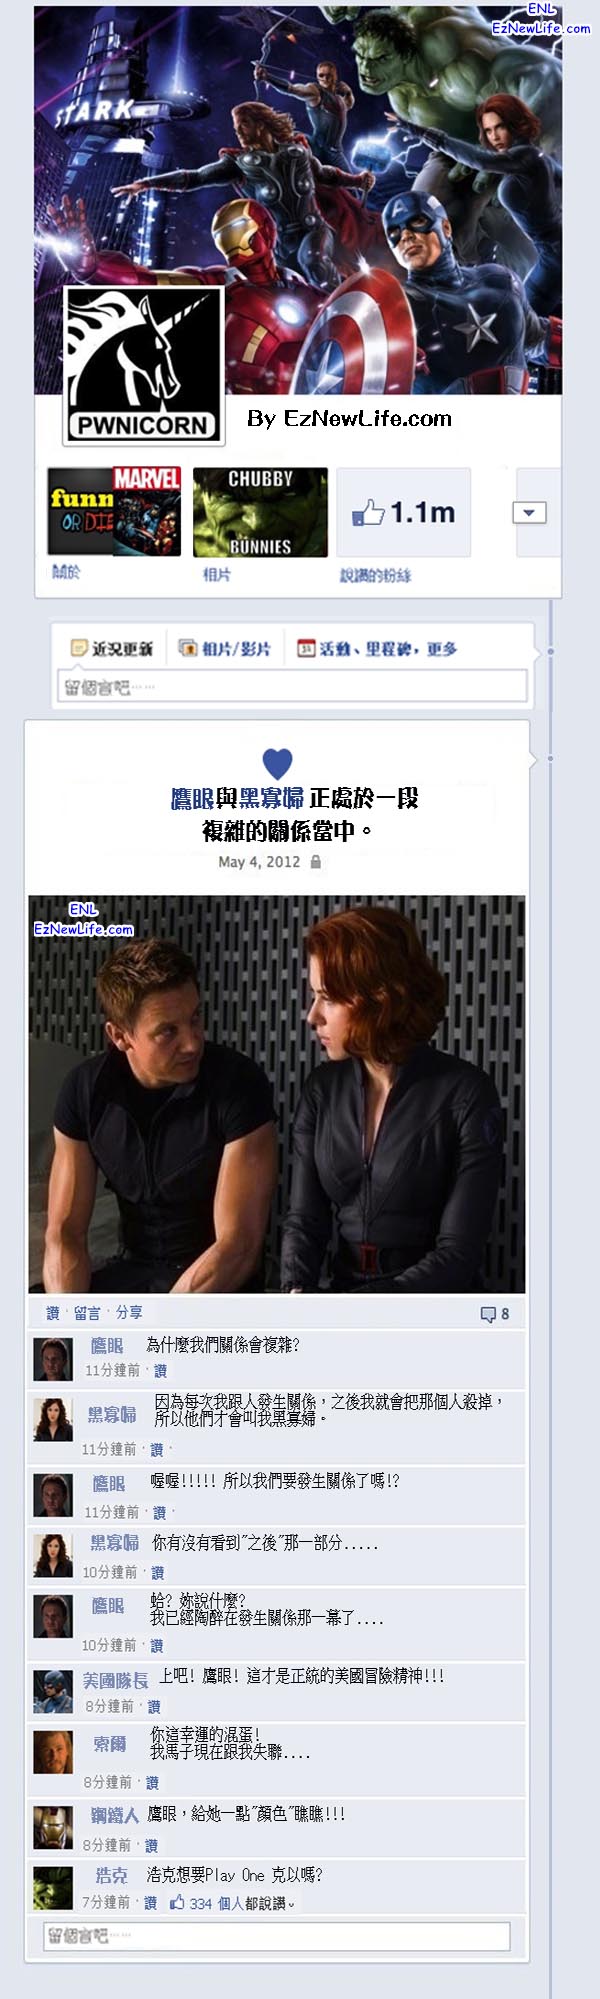 ENL
EzNewLife.com
STARK
PWNICORN
By EzNewLife.com
funn
OR DIE
MARVEL
CHUBBY
BUNNIES
1.1m
關於
相片
說讚的粉絲
近況更新
相片/影片
31
活動、里程碑，更多
留個言吧……
鷹眼與黑寡婦 正處於一段
複雜的關係當中。
May 4, 2012
ENL
EzNewLife.com
讚·留言·分享
8
鷹眼 為什麼我們關係會複雜?
11分鐘前·讚
黑寡婦 因為每次我跟人發生關係，之後我就會把那個人殺掉，
所以他們才會叫我黑寡婦。
11分鐘前·讚·
鷹眼 喔喔!!!!! 所以我們要發生關係了嗎!?
11分鐘前·讚·
黑寡婦 你有沒有看到"之後"那一部分.....
10分鐘前·讚
鷹眼 蛤? 妳說什麼?
我已經陶醉在發生關係那一幕了....
10分鐘前·讚
美國隊長 上吧! 鷹眼! 這才是正統的美國冒險精神!!!
8分鐘前·讚
索爾 你這幸運的混蛋!
我馬子現在跟我失聯....
8分鐘前·讚
鋼鐵人 鷹眼，給她一點"顏色"瞧瞧!!!
8分鐘前·讚
浩克 浩克想要Play One 克以嗎?
7分鐘前·讚 334 個人都說讚。
留個言吧……